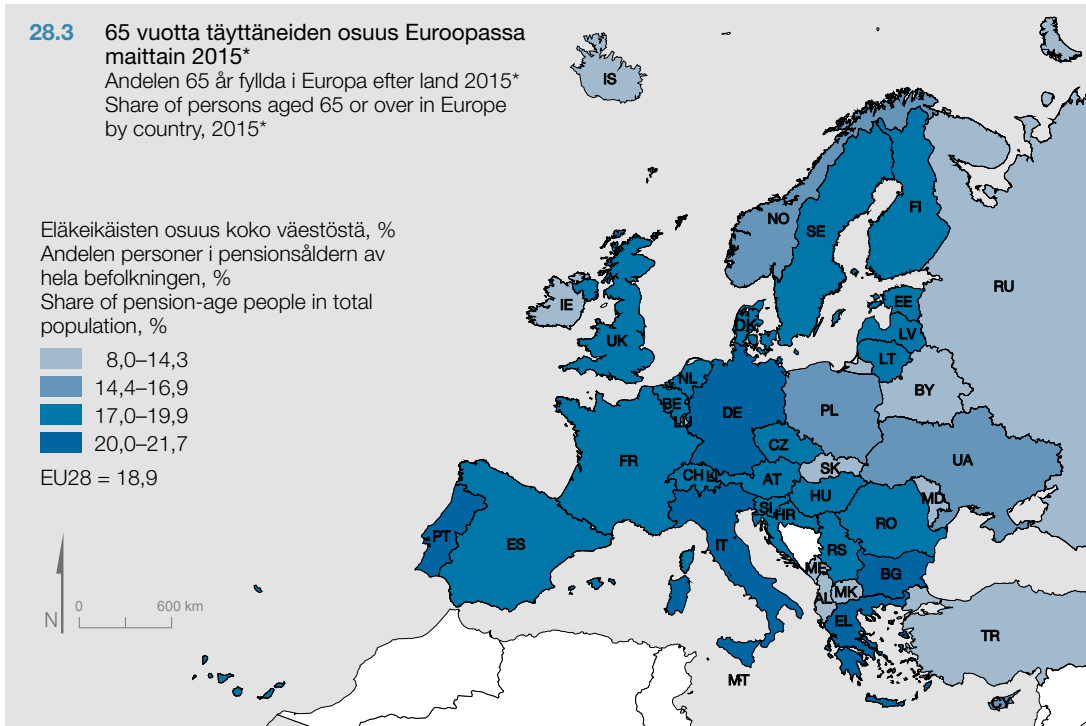 28.3 65 vuotta täyttäneiden osuus Euroopassa
maittain 2015*
Andelen 65 år fyllda i Europa efter land 2015*
Share of persons aged 65 or over in Europe
by country, 2015*
Eläkeikäisten osuus koko väestöstä, %
Andelen personer i pensionsåldern av
hela befolkningen, %
Share of pension-age people in total
population, %
8,0–14,3
14,4–16,9
17,0–19,9
20,0–21,7
EU28 = 18,9
N
0 600 km
IS
NO
SE
FI
RU
IE
UK
DK
EE
LV
LT
BY
NL
BE
LU
DE
PL
CZ
UA
FR
SK
CH
LI
AT
HU
MD
SI
HR
RO
PT
ES
IT
RS
ME
BG
AL
MK
EL
TR
MT
CY